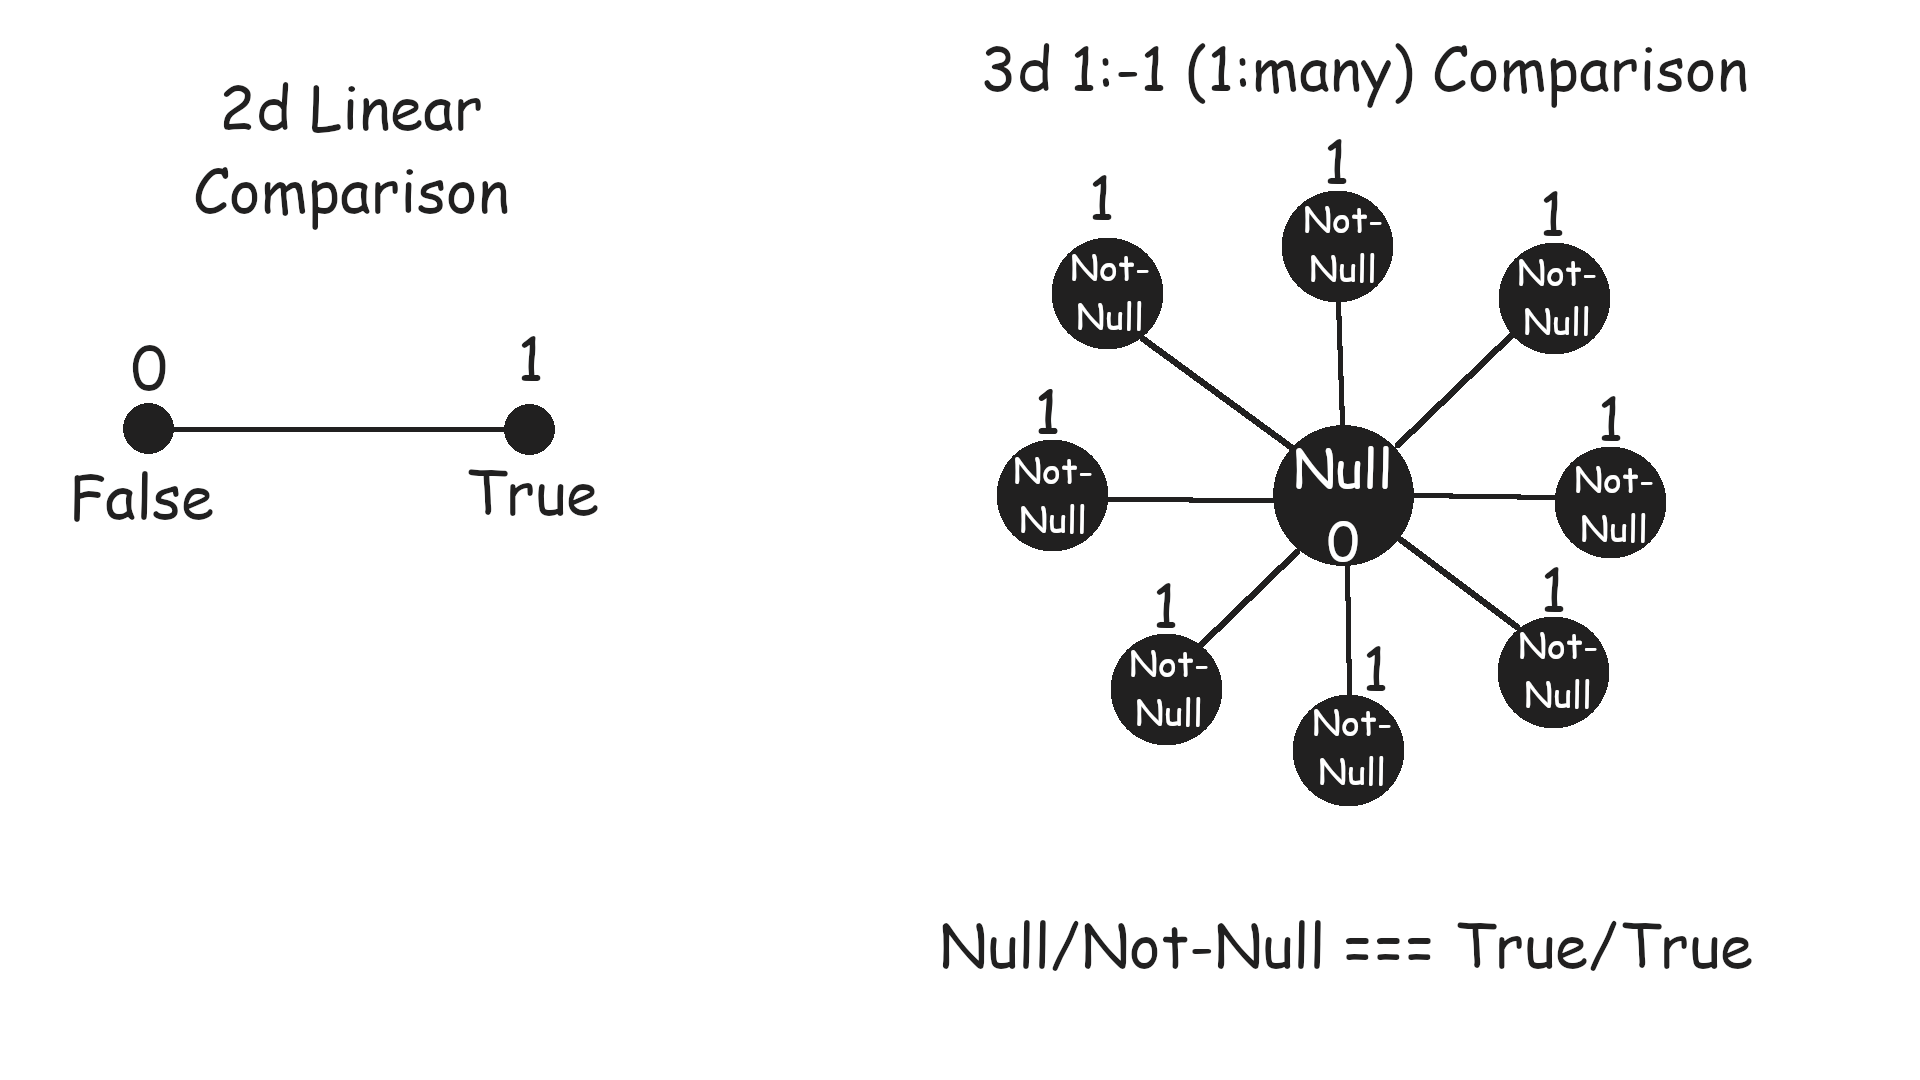 2d Linear
Comparison
0
1
False
True
3d 1:-1 (1:many) Comparison
1
Not-
Null
1
Not-
Null
1
Not-
Null
1
Not-
Null
Null
0
1
Not-
Null
1
Not-
Null
1
Not-
Null
1
Not-
Null
Null/Not-Null === True/True